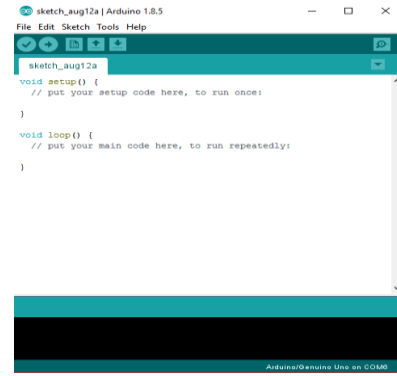 sketch_aug12a | Arduino 1.8.5
File Edit Sketch Tools Help
sketch_aug12a
void setup() {
// put your setup code here, to run once:
}
void loop() {
// put your main code here, to run repeatedly:
}
Arduino/Genuino Uno on COM6